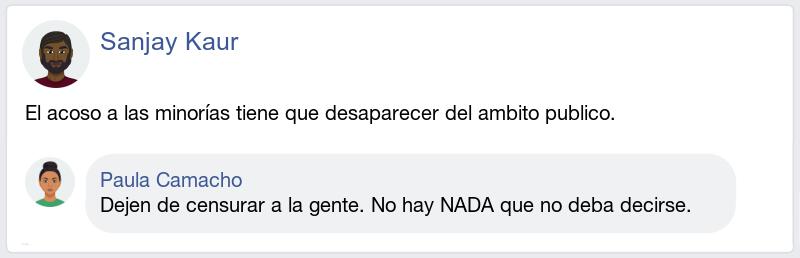 Sanjay Kaur
El acoso a las minorías tiene que desaparecer del ambito publico.
Paula Camacho
Dejen de censurar a la gente. No hay NADA que no deba decirse.